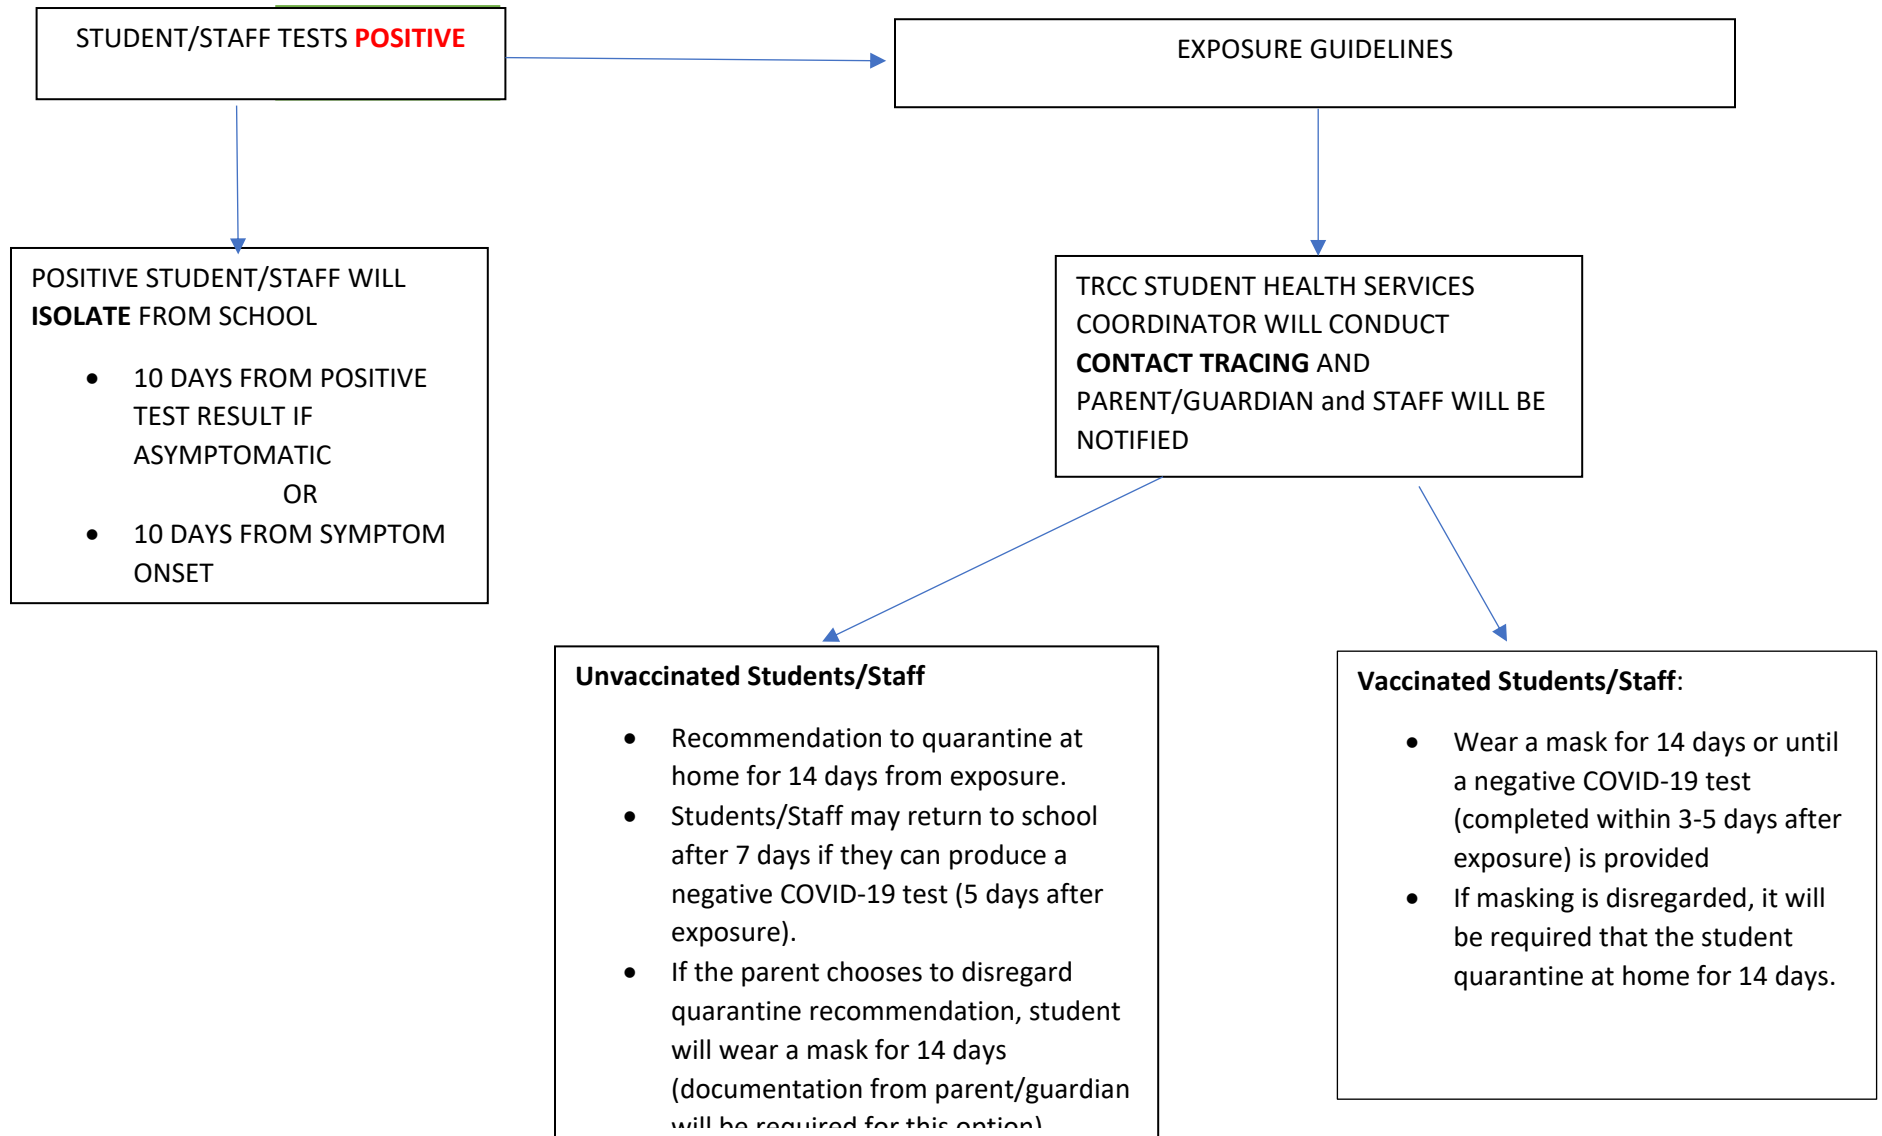 STUDENT/STAFF TESTS POSITIVE
EXPOSURE GUIDELINES
POSITIVE STUDENT/STAFF WILL
ISOLATE FROM SCHOOL
• 10 DAYS FROM POSITIVE
TEST RESULT IF
ASYMPTOMATIC
OR
• 10 DAYS FROM SYMPTOM
ONSET
TRCC STUDENT HEALTH SERVICES
COORDINATOR WILL CONDUCT
CONTACT TRACING AND
PARENT/GUARDIAN and STAFF WILL BE
NOTIFIED
Unvaccinated Students/Staff
• Recommendation to quarantine at
home for 14 days from exposure.
• Students/Staff may return to school
after 7 days if they can produce a
negative COVID-19 test (5 days after
exposure).
• If the parent chooses to disregard
quarantine recommendation, student
will wear a mask for 14 days
(documentation from parent/guardian
will be required for this option)
Vaccinated Students/Staff:
• Wear a mask for 14 days or until
a negative COVID-19 test
(completed within 3-5 days after
exposure) is provided
• If masking is disregarded, it will
be required that the student
quarantine at home for 14 days.